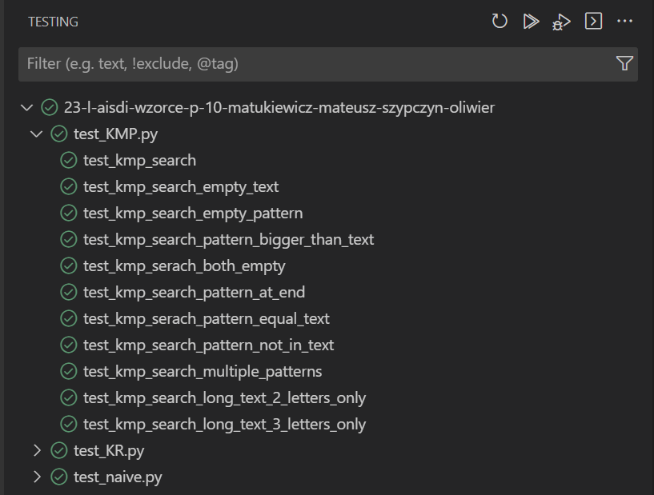 TESTING
Filter (e.g. text, !exclude, @tag)
23-l-aisdi-wzorce-p-10-matukiewicz-mateusz-szypczyn-oliwier
test_KMP.py
test_kmp_search
test_kmp_search_empty_text
test_kmp_search_empty_pattern
test_kmp_search_pattern_bigger_than_text
test_kmp_serach_both_empty
test_kmp_search_pattern_at_end
test_kmp_serach_pattern_equal_text
test_kmp_search_pattern_not_in_text
test_kmp_search_multiple_patterns
test_kmp_search_long_text_2_letters_only
test_kmp_search_long_text_3_letters_only
test_KR.py
test_naive.py